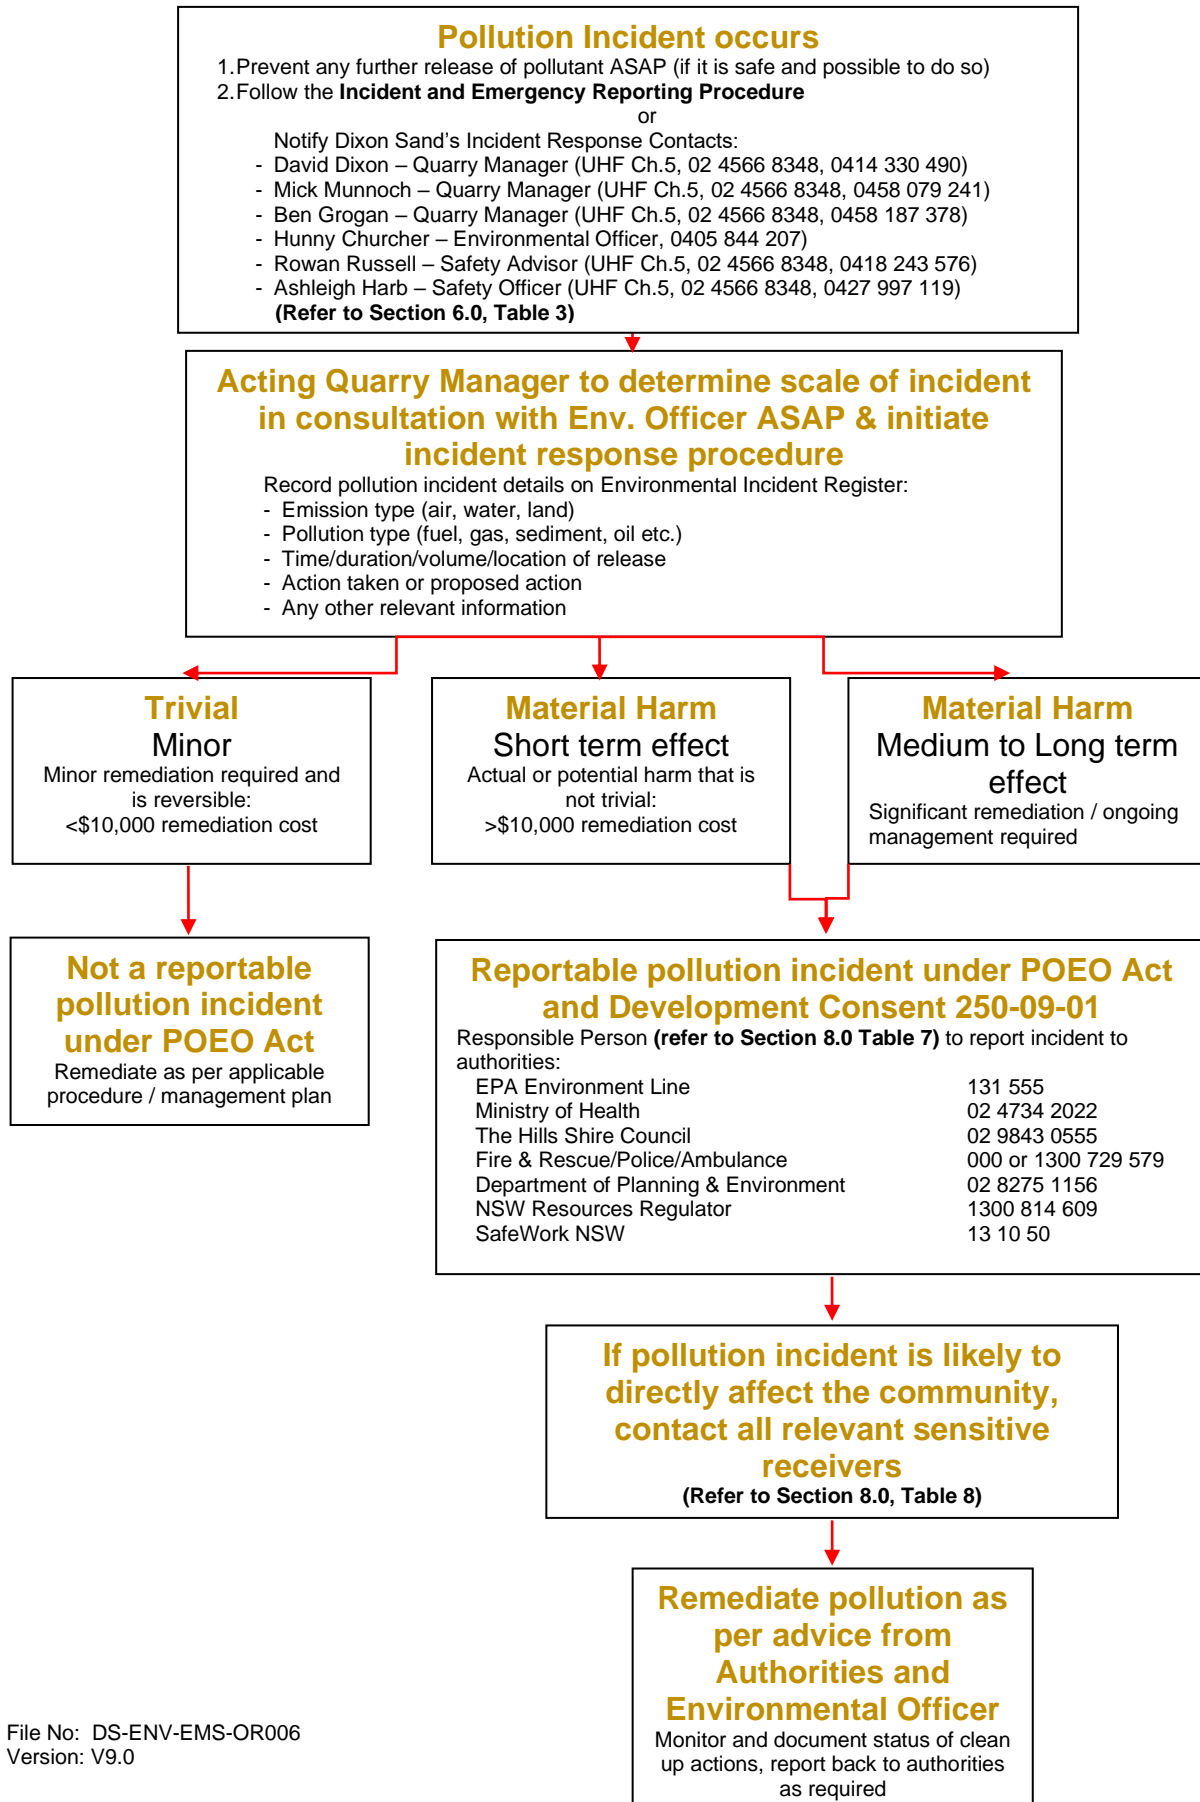 Pollution Incident occurs
1.Prevent any further release of pollutant ASAP (if it is safe and possible to do so)
2.Follow the Incident and Emergency Reporting Procedure
or
Notify Dixon Sand's Incident Response Contacts:
- David Dixon – Quarry Manager (UHF Ch.5, 02 4566 8348, 0414 330 490)
- Mick Munnoch – Quarry Manager (UHF Ch.5, 02 4566 8348, 0458 079 241)
- Ben Grogan – Quarry Manager (UHF Ch.5, 02 4566 8348, 0458 187 378)
- Hunny Churcher – Environmental Officer, 0405 844 207)
- Rowan Russell – Safety Advisor (UHF Ch.5, 02 4566 8348, 0418 243 576)
- Ashleigh Harb – Safety Officer (UHF Ch.5, 02 4566 8348, 0427 997 119)
(Refer to Section 6.0, Table 3)
Acting Quarry Manager to determine scale of incident
in consultation with Env. Officer ASAP & initiate
incident response procedure
Record pollution incident details on Environmental Incident Register:
- Emission type (air, water, land)
- Pollution type (fuel, gas, sediment, oil etc.)
- Time/duration/volume/location of release
- Action taken or proposed action
- Any other relevant information
Trivial
Minor
Minor remediation required and
is reversible:
<$10,000 remediation cost
Material Harm
Short term effect
Actual or potential harm that is
not trivial:
>$10,000 remediation cost
Material Harm
Medium to Long term
effect
Significant remediation / ongoing
management required
Not a reportable
pollution incident
under POEO Act
Remediate as per applicable
procedure / management plan
Reportable pollution incident under POEO Act
and Development Consent 250-09-01
Responsible Person (refer to Section 8.0 Table 7) to report incident to
authorities:
EPA Environment Line 131 555
Ministry of Health 02 4734 2022
The Hills Shire Council 02 9843 0555
Fire & Rescue/Police/Ambulance 000 or 1300 729 579
Department of Planning & Environment 02 8275 1156
NSW Resources Regulator 1300 814 609
SafeWork NSW 13 10 50
If pollution incident is likely to
directly affect the community,
contact all relevant sensitive
receivers
(Refer to Section 8.0, Table 8)
Remediate pollution as
per advice from
Authorities and
Environmental Officer
Monitor and document status of clean
up actions, report back to authorities
as required
File No: DS-ENV-EMS-OR006
Version: V9.0